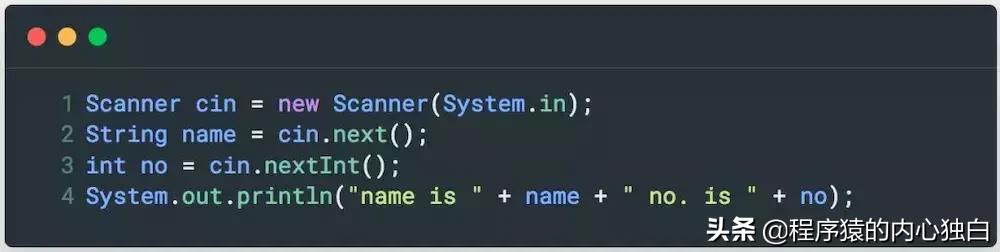 1 Scanner cin = new Scanner(System.in);
2 String name = cin.next();
3 int no = cin.nextInt();
4 System.out.println("name is " + name + " no. is " + no);
头条 @程序猿的内心独白